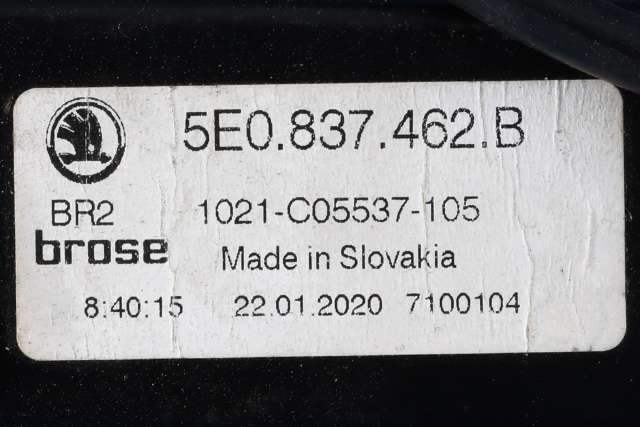 5E0.837.462.B
BR2 1021-C05537-105
brose Made in Slovakia
8:40:15 22.01.2020 7100104